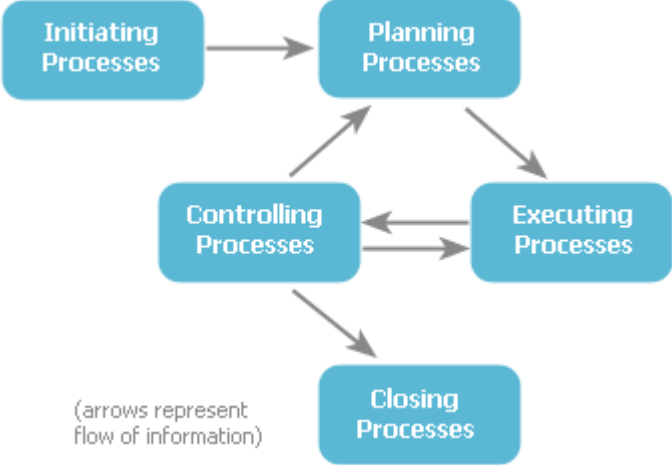 Initiating
Processes
Planning
Processes
Controlling
Processes
Executing
Processes
Closing
Processes
(arrows represent
flow of information)